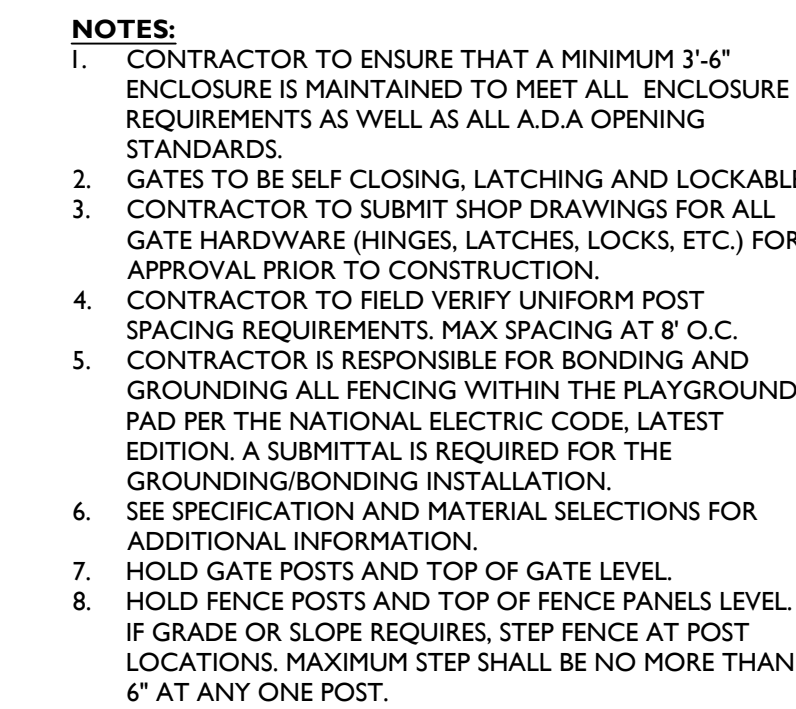 NOTES:
1. CONTRACTOR TO ENSURE THAT A MINIMUM 3'-6"
ENCLOSURE IS MAINTAINED TO MEET ALL ENCLOSURE
REQUIREMENTS AS WELL AS ALL A.D.A OPENING
STANDARDS.
2. GATES TO BE SELF CLOSING, LATCHING AND LOCKABLE
3. CONTRACTOR TO SUBMIT SHOP DRAWINGS FOR ALL
GATE HARDWARE (HINGES, LATCHES, LOCKS, ETC.) FOR
APPROVAL PRIOR TO CONSTRUCTION.
4. CONTRACTOR TO FIELD VERIFY UNIFORM POST
SPACING REQUIREMENTS. MAX SPACING AT 8' O.C.
5. CONTRACTOR IS RESPONSIBLE FOR BONDING AND
GROUNDING ALL FENCING WITHIN THE PLAYGROUND
PAD PER THE NATIONAL ELECTRIC CODE, LATEST
EDITION. A SUBMITTAL IS REQUIRED FOR THE
GROUNDING/BONDING INSTALLATION.
6. SEE SPECIFICATION AND MATERIAL SELECTIONS FOR
ADDITIONAL INFORMATION.
7. HOLD GATE POSTS AND TOP OF GATE LEVEL.
8. HOLD FENCE POSTS AND TOP OF FENCE PANELS LEVEL.
IF GRADE OR SLOPE REQUIRES, STEP FENCE AT POST
LOCATIONS. MAXIMUM STEP SHALL BE NO MORE THAN
6" AT ANY ONE POST.